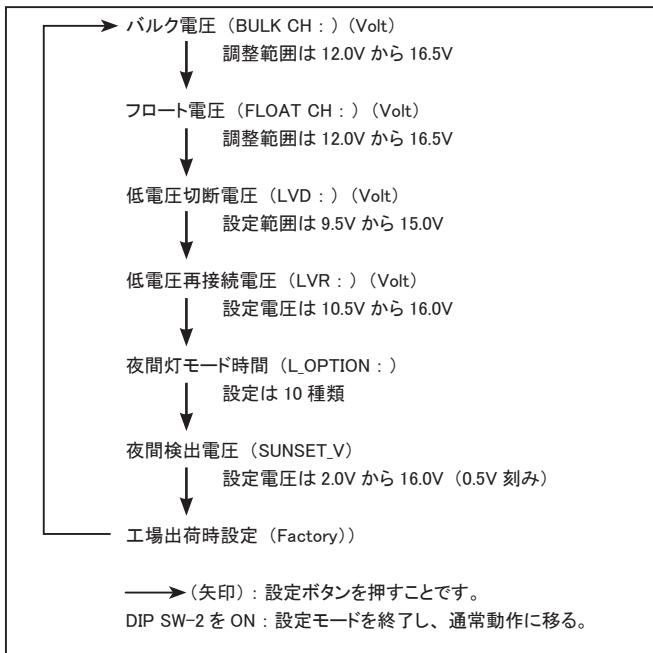 バルク電圧（BULK CH : ）（Volt）
調整範囲は 12.0V から 16.5V
フロート電圧（FLOAT CH : ）（Volt）
調整範囲は 12.0V から 16.5V
低電圧切断電圧（LVD : ）（Volt）
設定範囲は 9.5V から 15.0V
低電圧再接続電圧（LVR : ）（Volt）
設定電圧は 10.5V から 16.0V
夜間灯モード時間（L_OPTION : ）
設定は 10 種類
夜間検出電圧（SUNSET_V）
設定電圧は 2.0V から 16.0V（0.5V 刻み）
工場出荷時設定（Factory））
（矢印）: 設定ボタンを押すことです。
DIP SW-2 を ON : 設定モードを終了し、通常動作に移る。